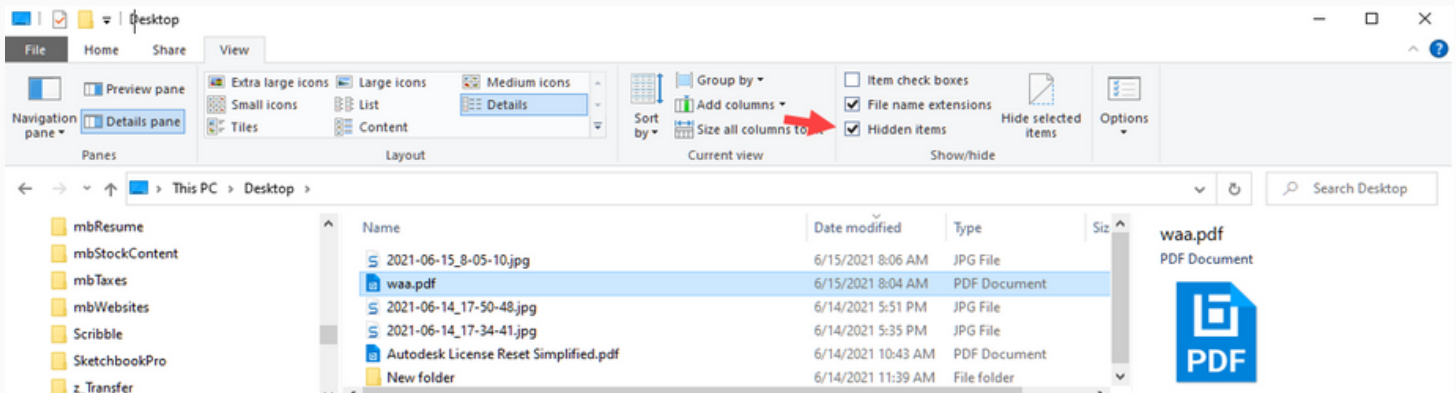 Desktop
File Home Share View
Navigation pane
Preview pane
Details pane
Panes
Extra large icons Large icons Medium icons
Small icons List Details
Tiles Content
Layout
Sort by
Group by
Add columns
Size all columns to
Current view
Item check boxes
File name extensions
Hidden items
Hide selected items
Show/hide
Options
This PC > Desktop >
Search Desktop
mbResume
mbStockContent
mbTaxes
mbWebsites
Scribble
SketchbookPro
z_Transfer
Name Date modified Type Siz
2021-06-15_8-05-10.jpg 6/15/2021 8:06 AM JPG File
waa.pdf 6/15/2021 8:04 AM PDF Document
2021-06-14_17-50-48.jpg 6/14/2021 5:51 PM JPG File
2021-06-14_17-34-41.jpg 6/14/2021 5:35 PM JPG File
Autodesk License Reset Simplified.pdf 6/14/2021 10:43 AM PDF Document
New folder 6/14/2021 11:39 AM File folder
waa.pdf
PDF Document
PDF